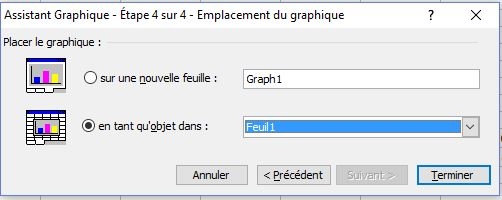 Assistant Graphique - Étape 4 sur 4 - Emplacement du graphique
Placer le graphique :
sur une nouvelle feuille : Graph1
en tant qu'objet dans : Feuil1
Annuler < Précédent Suivant > Terminer